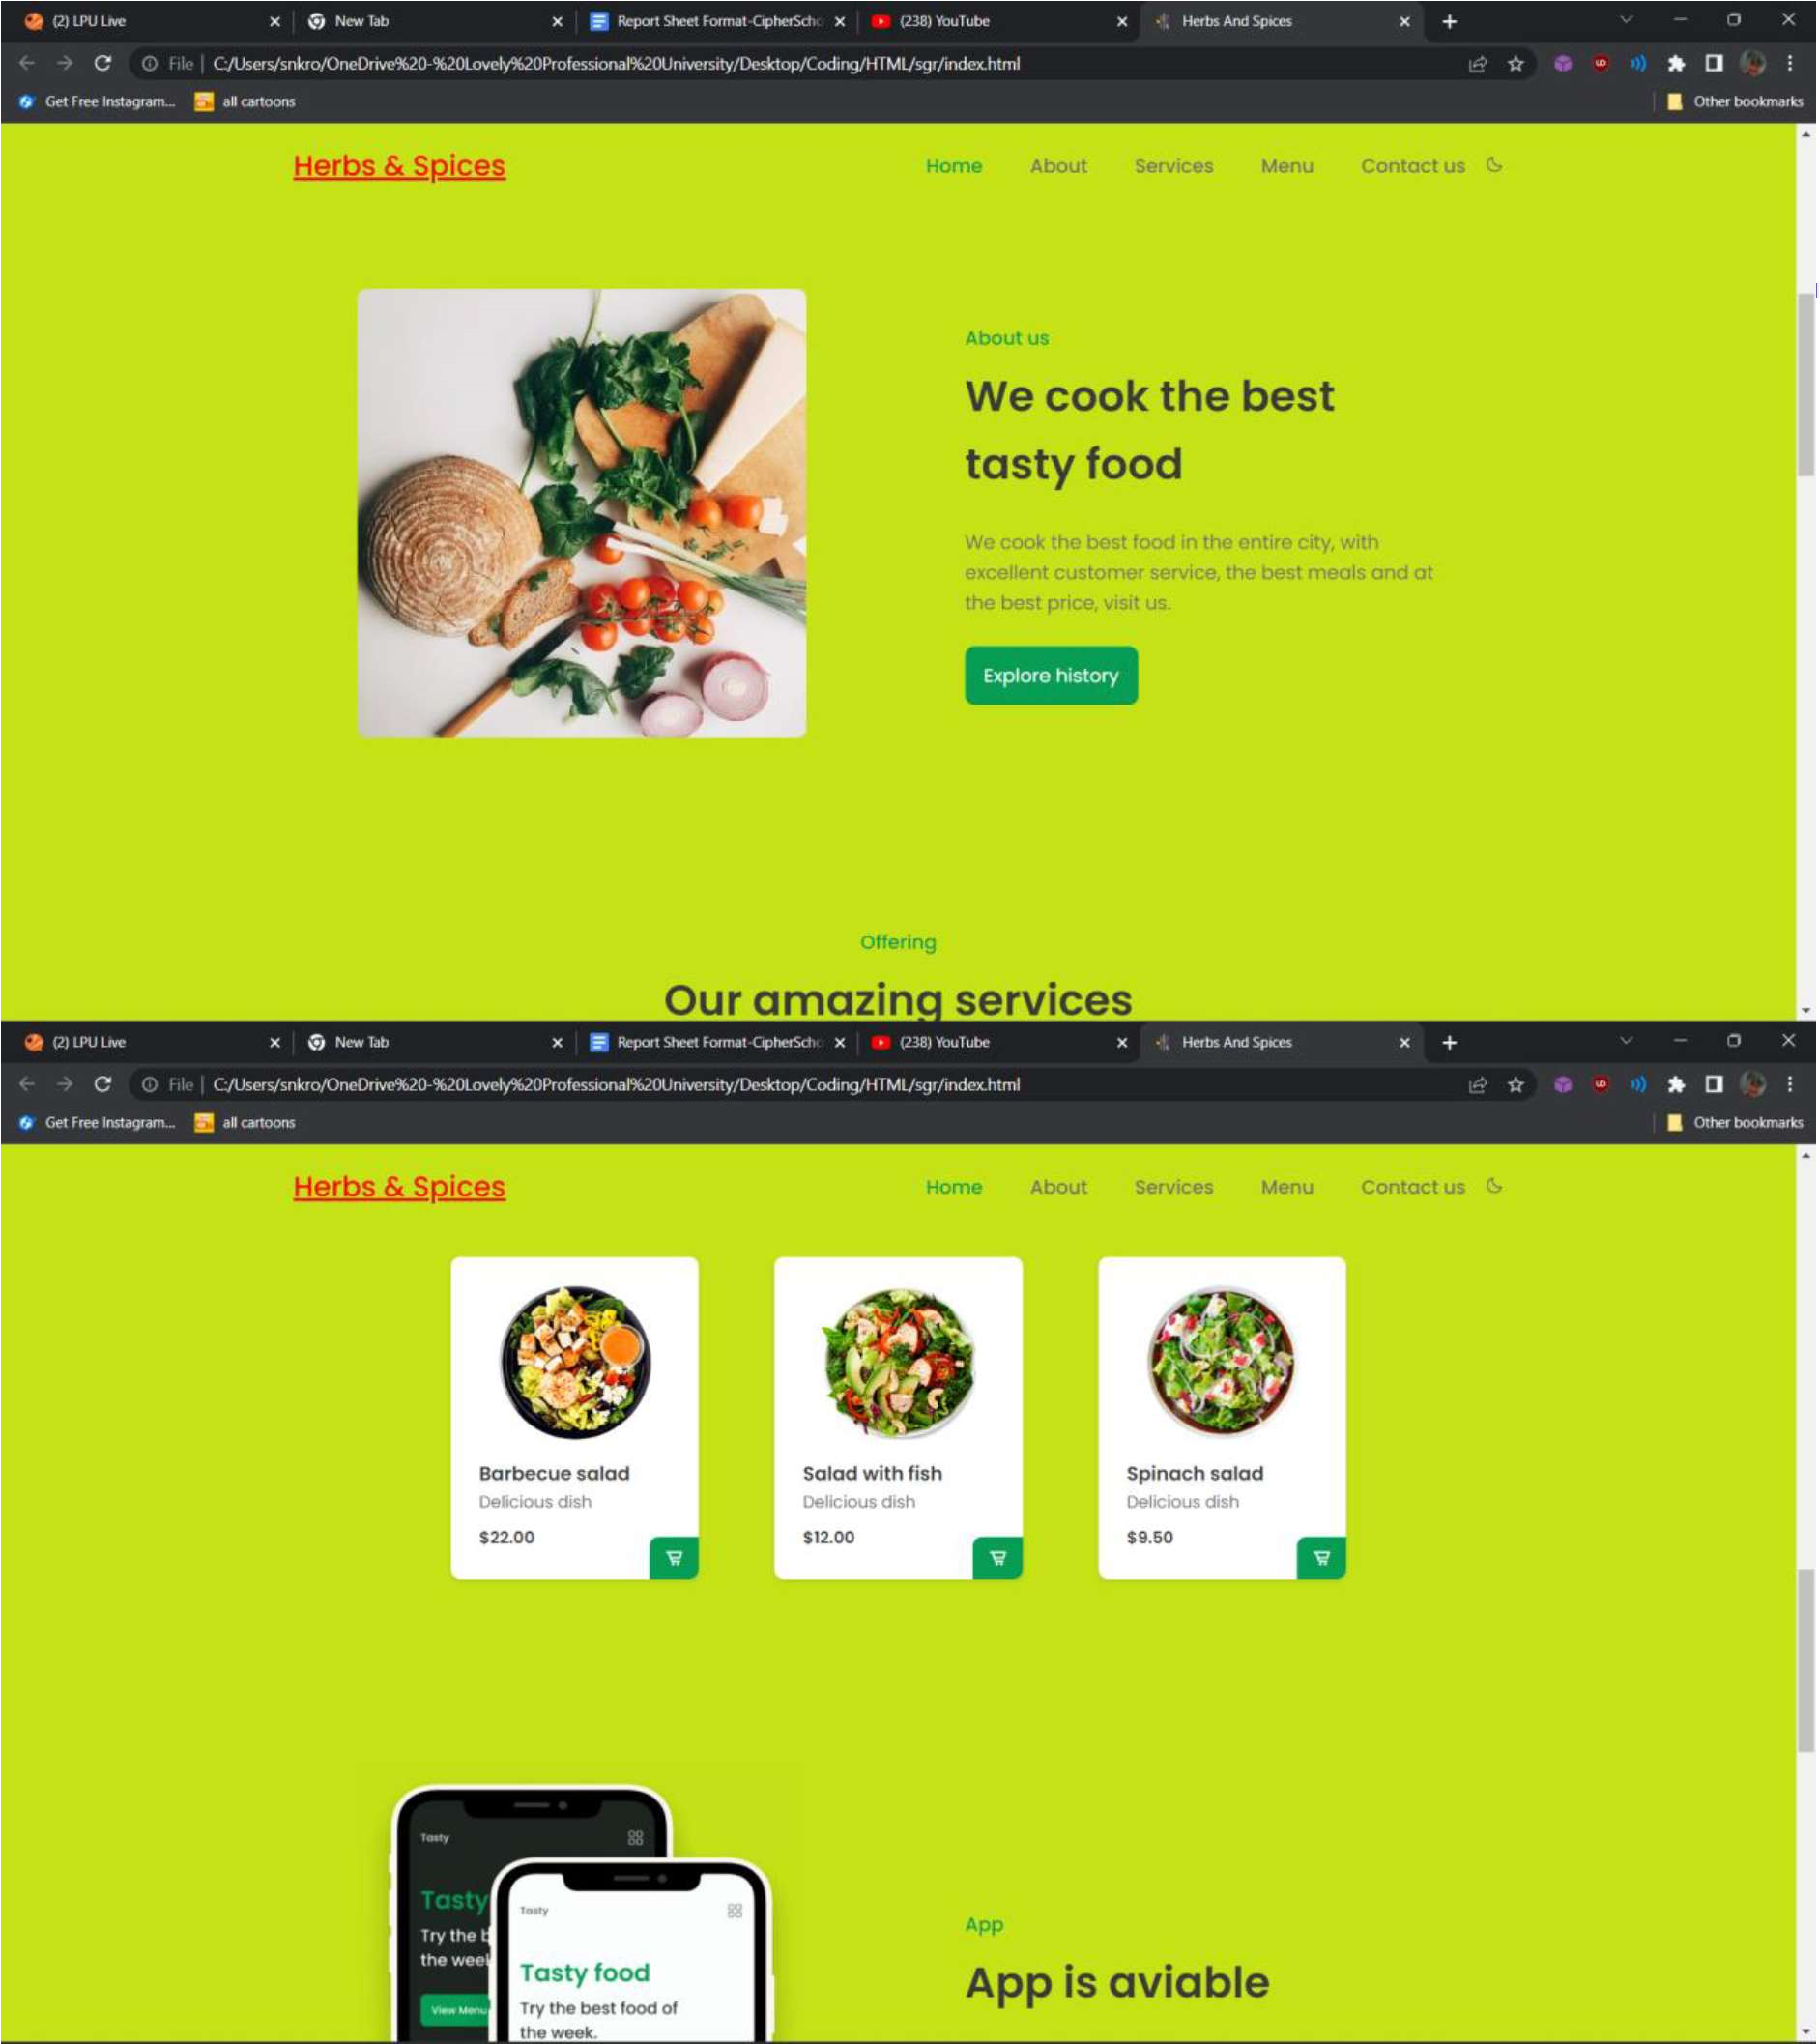 (2) LPU Live
New Tab
Report Sheet Format-CipherScho
(238) YouTube
Herbs And Spices
File | C:/Users/snkro/OneDrive%20-%20Lovely%20Professional%20University/Desktop/Coding/HTML/sgr/index.html
Get Free Instagram...
all cartoons
Other bookmarks
Herbs & Spices
Home
About
Services
Menu
Contact us
About us
We cook the best
tasty food
We cook the best food in the entire city, with
excellent customer service, the best meals and at
the best price, visit us.
Explore history
Offering
Our amazing services
(2) LPU Live
New Tab
Report Sheet Format-CipherScho
(238) YouTube
Herbs And Spices
File | C:/Users/snkro/OneDrive%20-%20Lovely%20Professional%20University/Desktop/Coding/HTML/sgr/index.html
Get Free Instagram...
all cartoons
Other bookmarks
Herbs & Spices
Home
About
Services
Menu
Contact us
Barbecue salad
Delicious dish
$22.00
Salad with fish
Delicious dish
$12.00
Spinach salad
Delicious dish
$9.50
Tasty
Tasty
Try the b
the week
View Menu
Tasty
Tasty food
Try the best food of
the week.
App
App is aviable